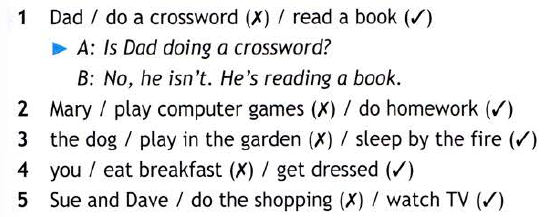 1 Dad / do a crossword (✗) / read a book (✓)
► A: Is Dad doing a crossword?
B: No, he isn't. He's reading a book.
2 Mary / play computer games (✗) / do homework (✓)
3 the dog / play in the garden (✗) / sleep by the fire (✓)
4 you / eat breakfast (✗) / get dressed (✓)
5 Sue and Dave / do the shopping (✗) / watch TV (✓)